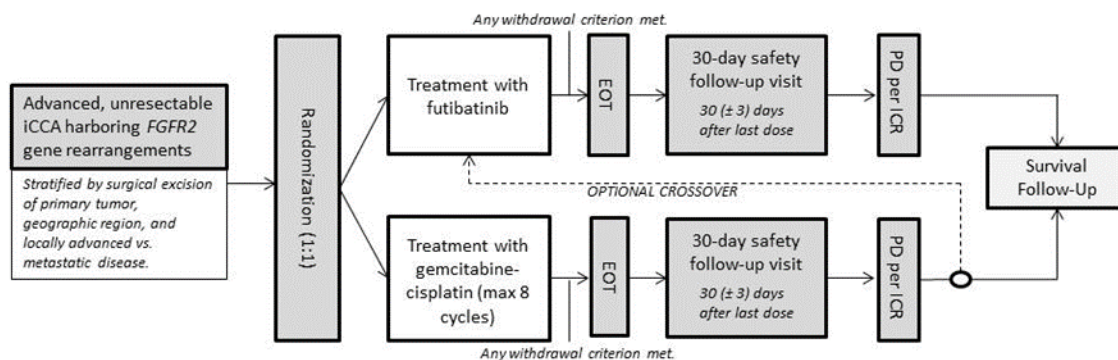 Advanced, unresectable
iCCA harboring FGFR2
gene rearrangements
Stratified by surgical excision
of primary tumor,
geographic region, and
locally advanced vs.
metastatic disease.
Randomization (1:1)
Any withdrawal criterion met.
Treatment with
futibatinib
EOT
30-day safety
follow-up visit
30 (± 3) days
after last dose
PD per ICR
OPTIONAL CROSSOVER
Treatment with
gemcitabine-
cisplatin (max 8
cycles)
EOT
30-day safety
follow-up visit
30 (± 3) days
after last dose
PD per ICR
Any withdrawal criterion met.
Survival
Follow-Up